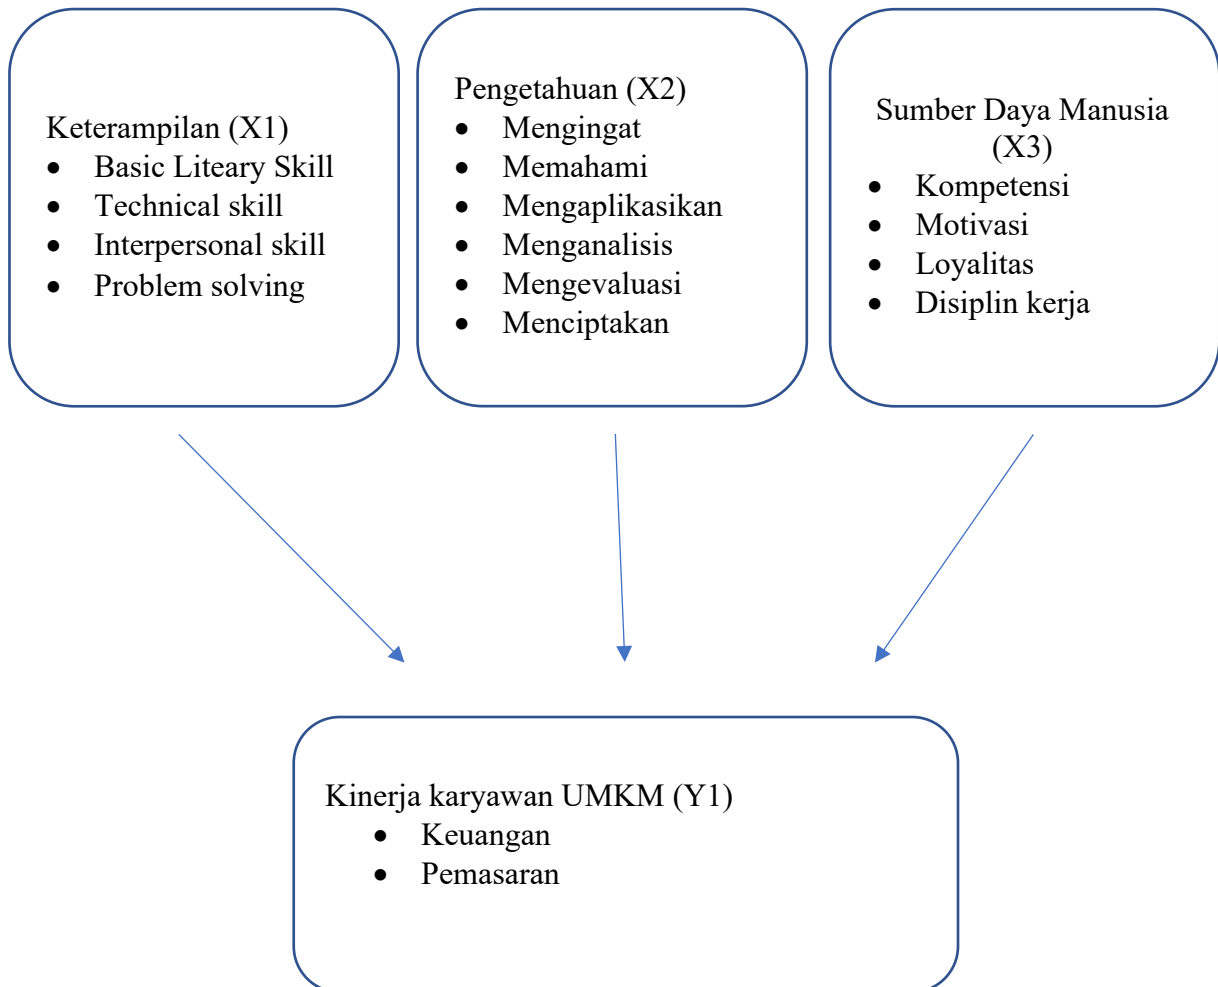 Keterampilan (X1)
• Basic Liteary Skill
• Technical skill
• Interpersonal skill
• Problem solving
Pengetahuan (X2)
• Mengingat
• Memahami
• Mengaplikasikan
• Menganalisis
• Mengevaluasi
• Menciptakan
Sumber Daya Manusia
(X3)
• Kompetensi
• Motivasi
• Loyalitas
• Disiplin kerja
Kinerja karyawan UMKM (Y1)
• Keuangan
• Pemasaran